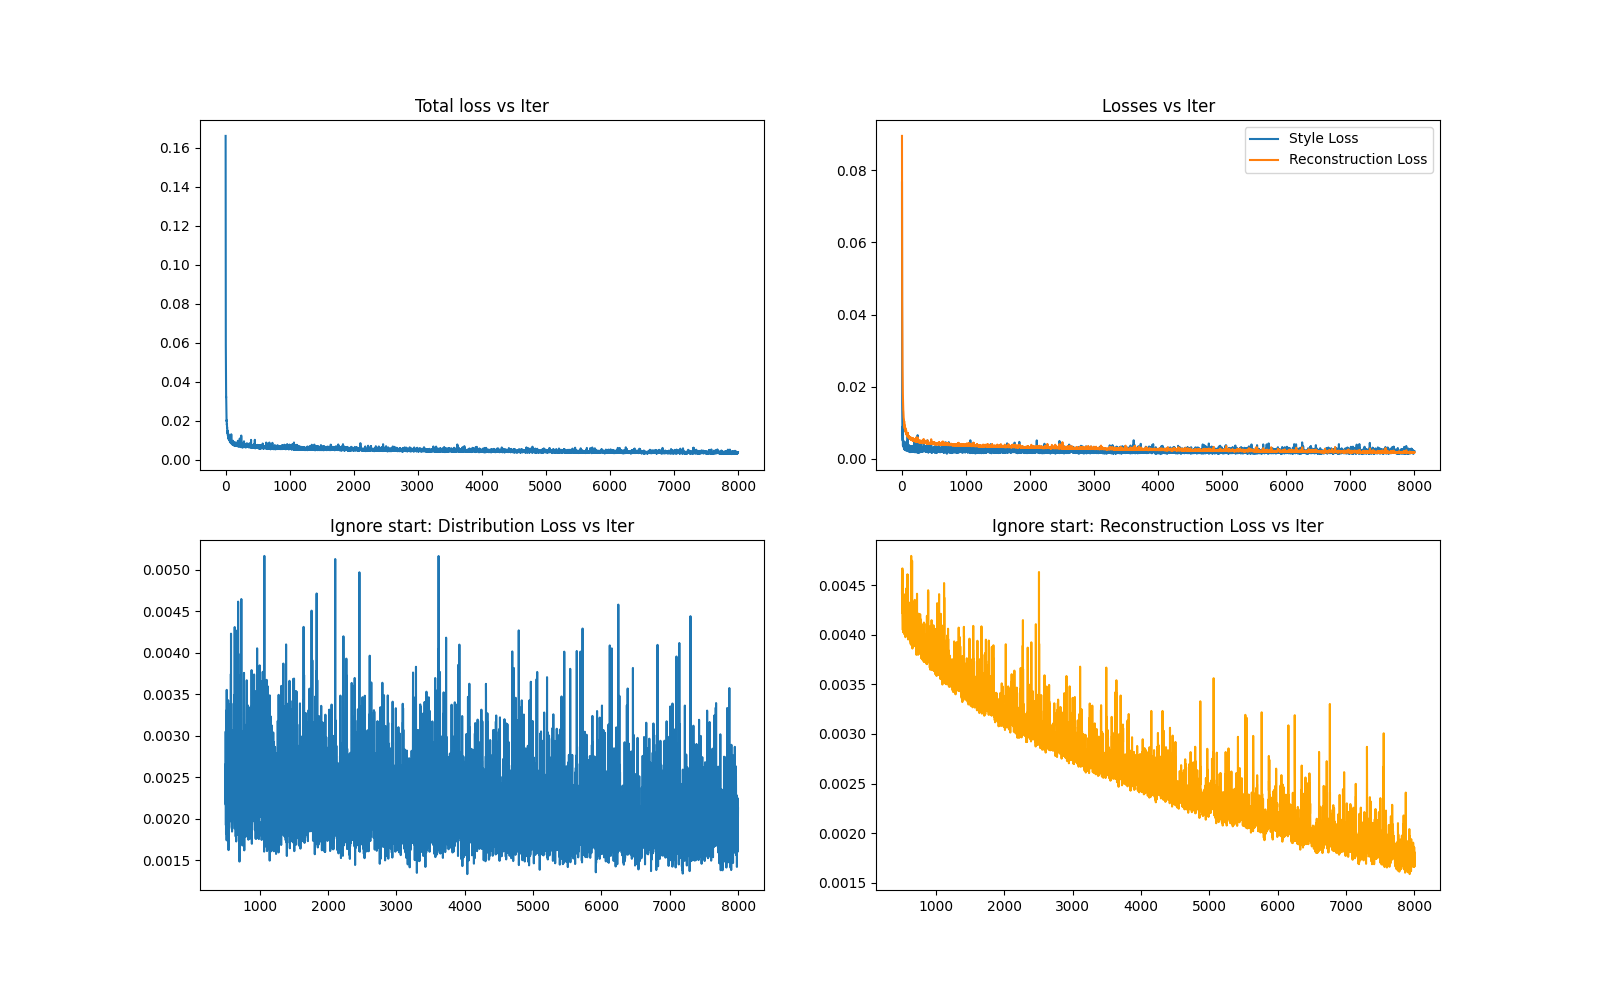 Total loss vs Iter
0.16
0.14
0.12
0.10
0.08
0.06
0.04
0.02
0.00
0 1000 2000 3000 4000 5000 6000 7000 8000
Losses vs Iter
Style Loss
Reconstruction Loss
0.08
0.06
0.04
0.02
0.00
0 1000 2000 3000 4000 5000 6000 7000 8000
Ignore start: Distribution Loss vs Iter
0.0050
0.0045
0.0040
0.0035
0.0030
0.0025
0.0020
0.0015
1000 2000 3000 4000 5000 6000 7000 8000
Ignore start: Reconstruction Loss vs Iter
0.0045
0.0040
0.0035
0.0030
0.0025
0.0020
0.0015
1000 2000 3000 4000 5000 6000 7000 8000